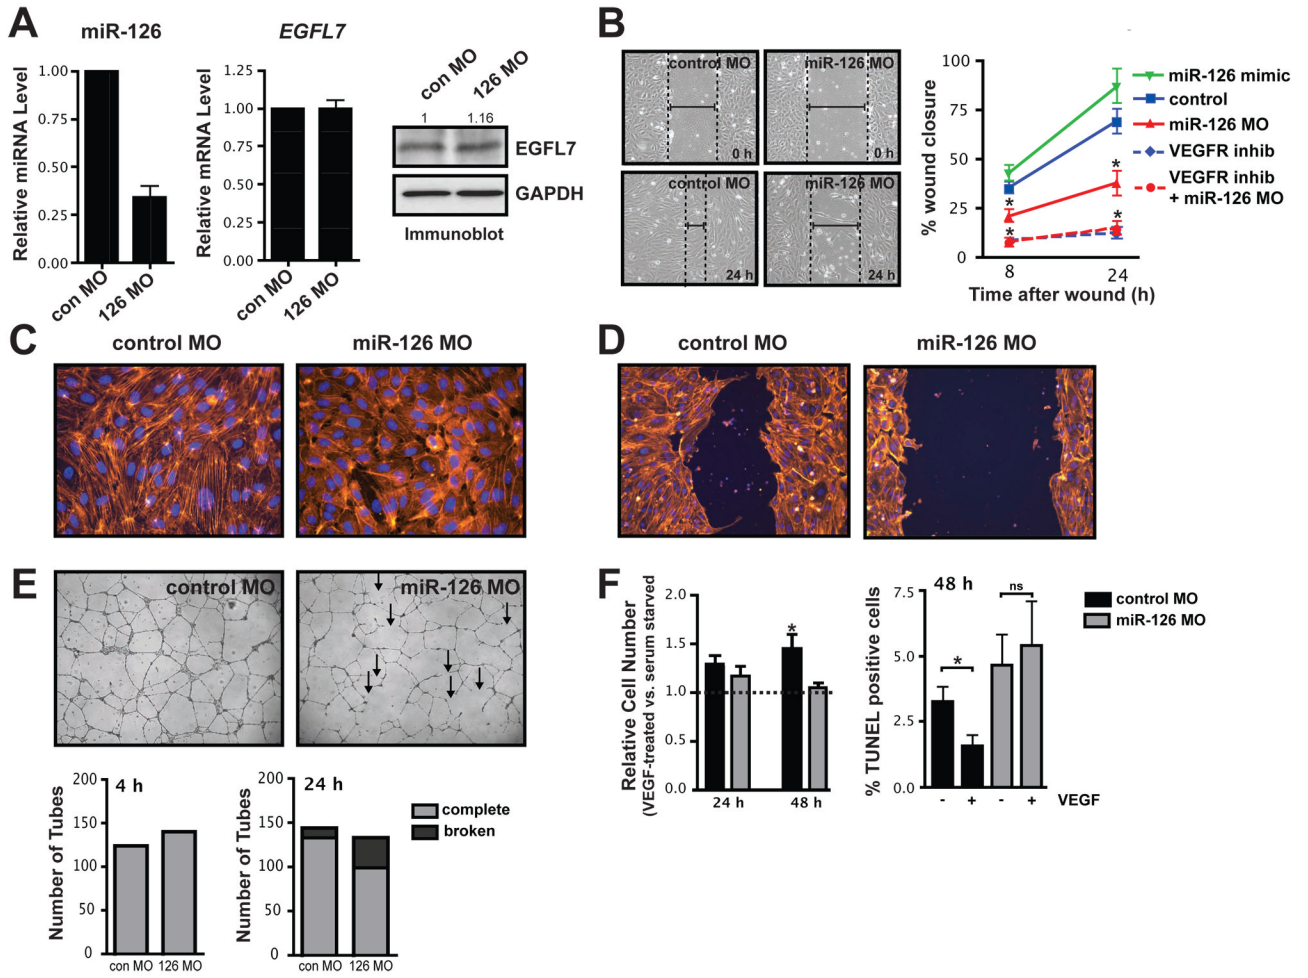 A
miR-126
Relative miRNA Level
1.00
0.75
0.50
0.25
0.00
con MO
126 MO
EGFL7
Relative mRNA Level
1.25
1.00
0.75
0.50
0.25
0.00
con MO
126 MO
con MO
126 MO
1
1.16
EGFL7
GAPDH
Immunoblot
B
control MO
0 h
miR-126 MO
0 h
control MO
24 h
miR-126 MO
24 h
% wound closure
100
75
50
25
0
*
*
*
*
8
24
Time after wound (h)
miR-126 mimic
control
miR-126 MO
VEGFR inhib
VEGFR inhib
+ miR-126 MO
C
control MO
miR-126 MO
D
control MO
miR-126 MO
E
control MO
miR-126 MO
Number of Tubes
200
150
100
50
0
4 h
con MO
126 MO
Number of Tubes
200
150
100
50
0
24 h
con MO
126 MO
complete
broken
F
Relative Cell Number
(VEGF-treated vs. serum starved
2.0
1.5
1.0
0.5
0.0
*
24 h
48 h
% TUNEL positive cells
7.5
5.0
2.5
0.0
48 h
*
ns
- + - + VEGF
control MO
miR-126 MO